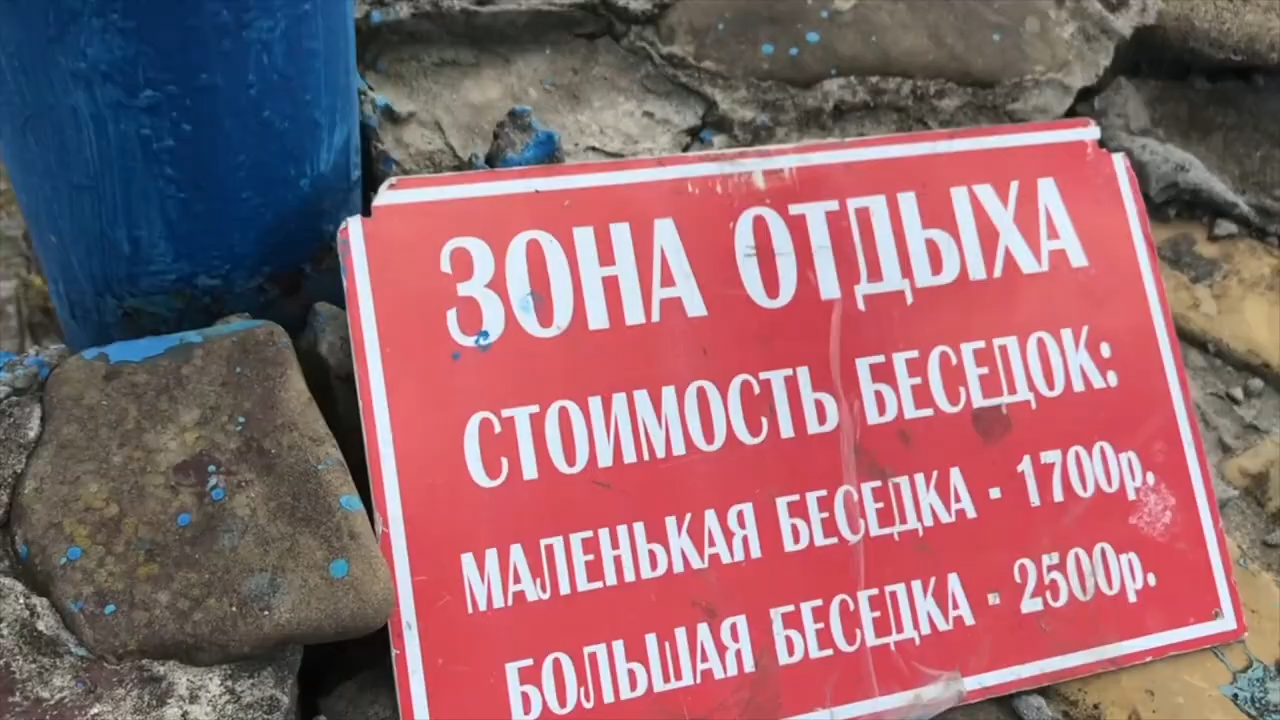 ЗОНА ОТДЫХА
СТОИМОСТЬ БЕСЕДОК:
МАЛЕНЬКАЯ БЕСЕДКА - 1700р.
БОЛЬШАЯ БЕСЕДКА - 2500р.